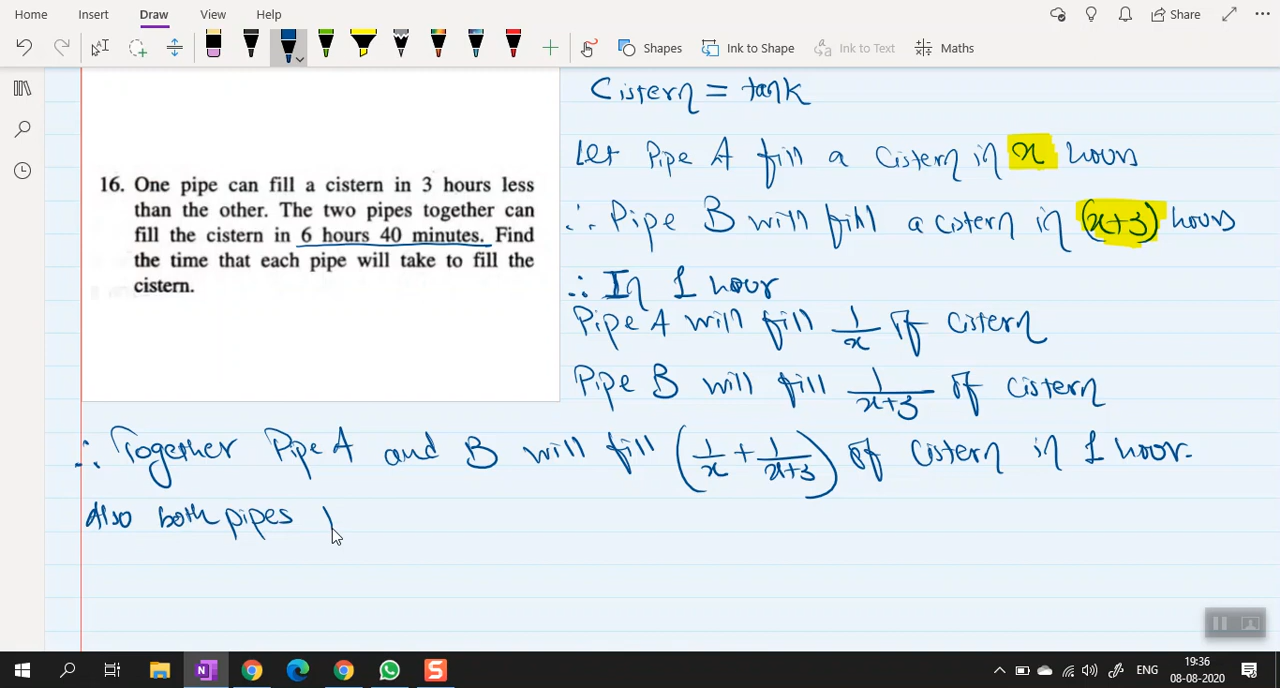 Home Insert Draw View Help Share
Shapes Ink to Shape Ink to Text Maths
Cistern = tank
16. One pipe can fill a cistern in 3 hours less
than the other. The two pipes together can
fill the cistern in 6 hours 40 minutes. Find
the time that each pipe will take to fill the
cistern.
Let Pipe A fill a Cistern in x hours
∴ Pipe B will fill a cistern in (x+3) hours
∴ In 1 hour
Pipe A will fill 1/x of cistern
Pipe B will fill 1/(x+3) of cistern
∴ Together Pipe A and B will fill (1/x + 1/(x+3)) of cistern in 1 hour.
Also both pipes
ENG
19:36
08-08-2020